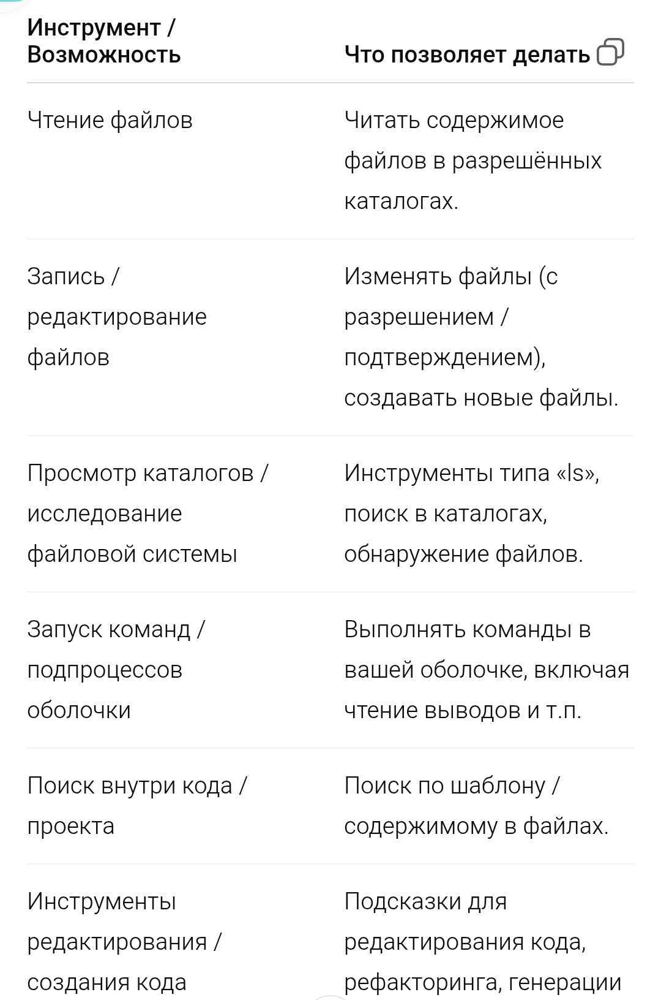 Инструмент /
Возможность
Что позволяет делать
Чтение файлов
Читать содержимое
файлов в разрешённых
каталогах.
Запись /
редактирование
файлов
Изменять файлы (с
разрешением /
подтверждением),
создавать новые файлы.
Просмотр каталогов /
исследование
файловой системы
Инструменты типа «ls»,
поиск в каталогах,
обнаружение файлов.
Запуск команд /
подпроцессов
оболочки
Выполнять команды в
вашей оболочке, включая
чтение выводов и т.п.
Поиск внутри кода /
проекта
Поиск по шаблону /
содержимому в файлах.
Инструменты
редактирования /
создания кода
Подсказки для
редактирования кода,
рефакторинга, генерации